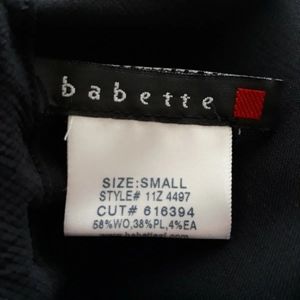 babette
SIZE:SMALL
STYLE# 11Z 4497
CUT# 616394
58%WO,38%PL,4%EA